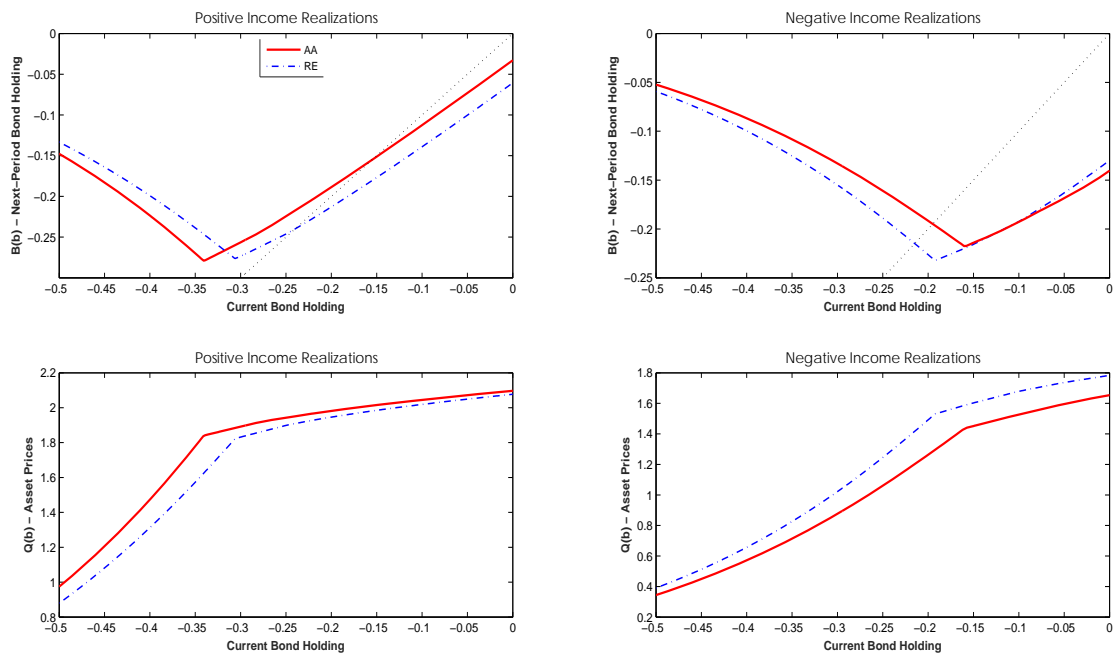 Positive Income Realizations
0
−0.05
−0.1
−0.15
−0.2
−0.25
B(b) − Next−Period Bond Holding
AA
RE
−0.5 −0.45 −0.4 −0.35 −0.3 −0.25 −0.2 −0.15 −0.1 −0.05 0
Current Bond Holding
Negative Income Realizations
0
−0.05
−0.1
−0.15
−0.2
−0.25
B(b) − Next−Period Bond Holding
−0.5 −0.45 −0.4 −0.35 −0.3 −0.25 −0.2 −0.15 −0.1 −0.05 0
Current Bond Holding
Positive Income Realizations
2.2
2
1.8
1.6
1.4
1.2
1
0.8
Q(b) − Asset Prices
−0.5 −0.45 −0.4 −0.35 −0.3 −0.25 −0.2 −0.15 −0.1 −0.05 0
Current Bond Holding
Negative Income Realizations
1.8
1.6
1.4
1.2
1
0.8
0.6
0.4
0.2
Q(b) − Asset Prices
−0.5 −0.45 −0.4 −0.35 −0.3 −0.25 −0.2 −0.15 −0.1 −0.05 0
Current Bond Holding